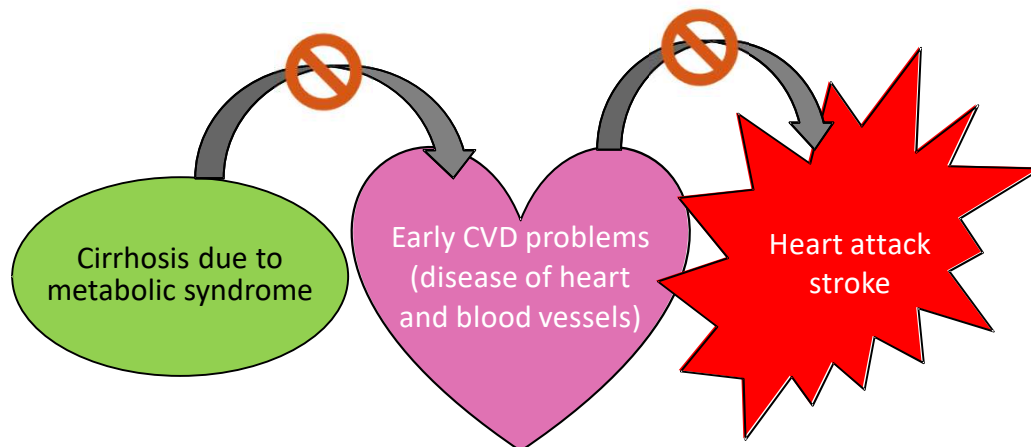 Cirrhosis due to
metabolic syndrome
Early CVD problems
(disease of heart
and blood vessels)
Heart attack
stroke